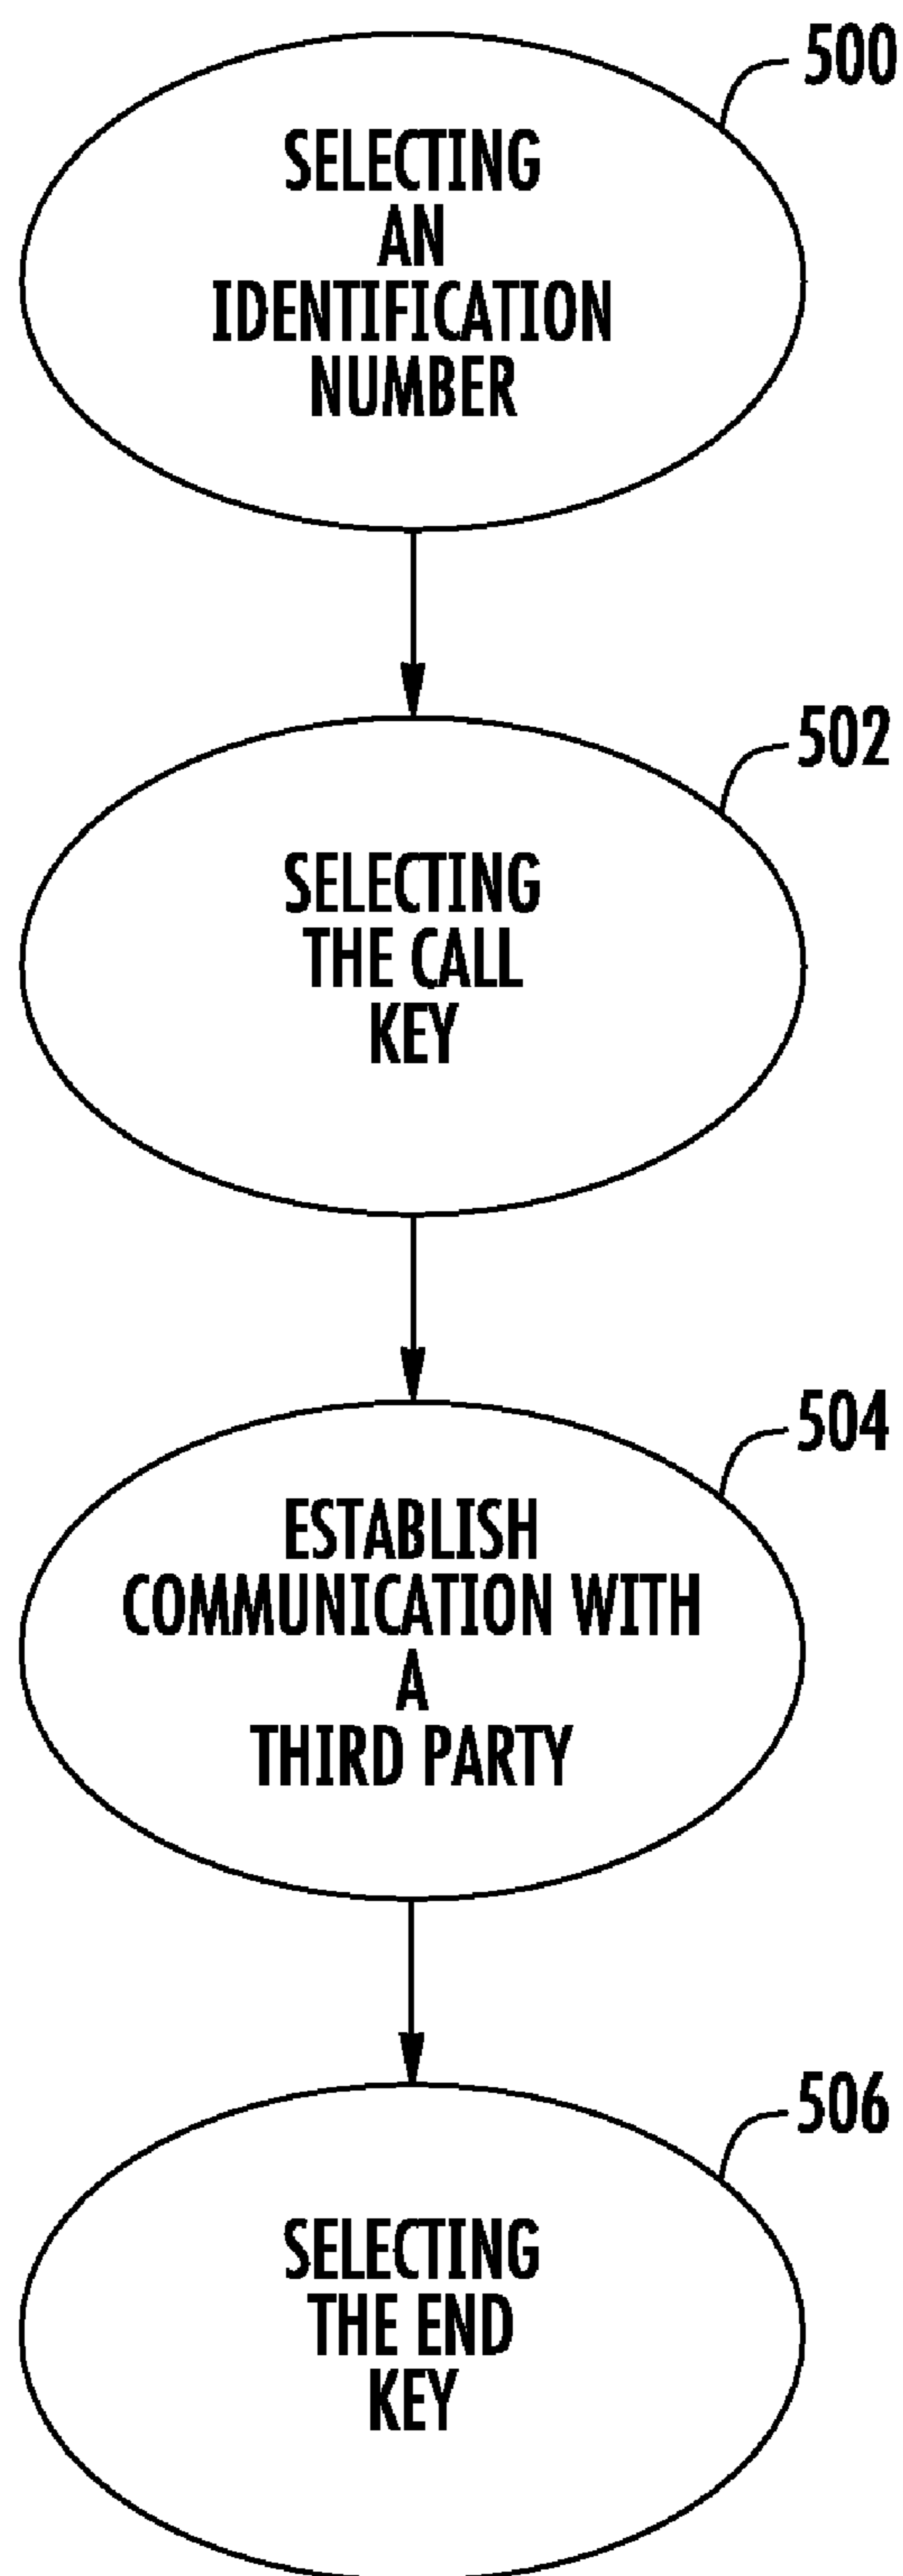 500
SELECTING
AN
IDENTIFICATION
NUMBER
502
SELECTING
THE CALL
KEY
504
ESTABLISH
COMMUNICATION WITH
A
THIRD PARTY
506
SELECTING
THE END
KEY